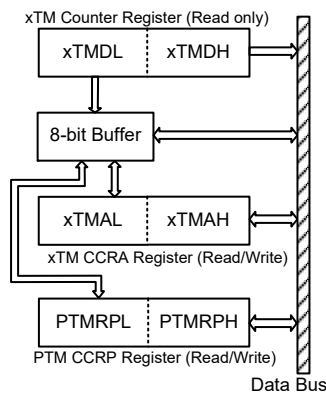 xTM Counter Register (Read only)
xTMDL xTMDH
8-bit Buffer
xTMAL xTMAH
xTM CCRA Register (Read/Write)
PTMRPL PTMRPH
PTM CCRP Register (Read/Write)
Data Bus